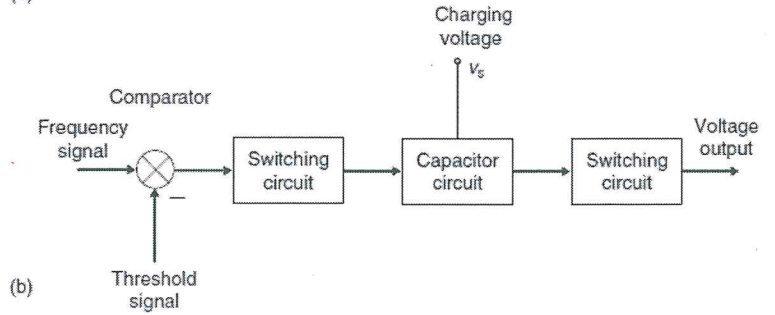 Charging
voltage
vs
Comparator
Frequency
signal
Switching
circuit
Capacitor
circuit
Switching
circuit
Voltage
output
−
(b)
Threshold
signal